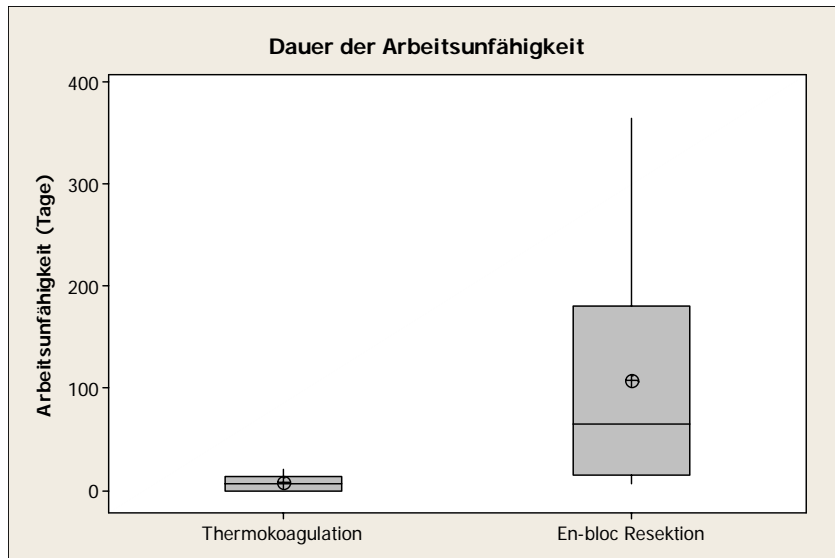 Dauer der Arbeitsunfähigkeit
Arbeitsunfähigkeit (Tage)
400
300
200
100
0
Thermokoagulation
En-bloc Resektion